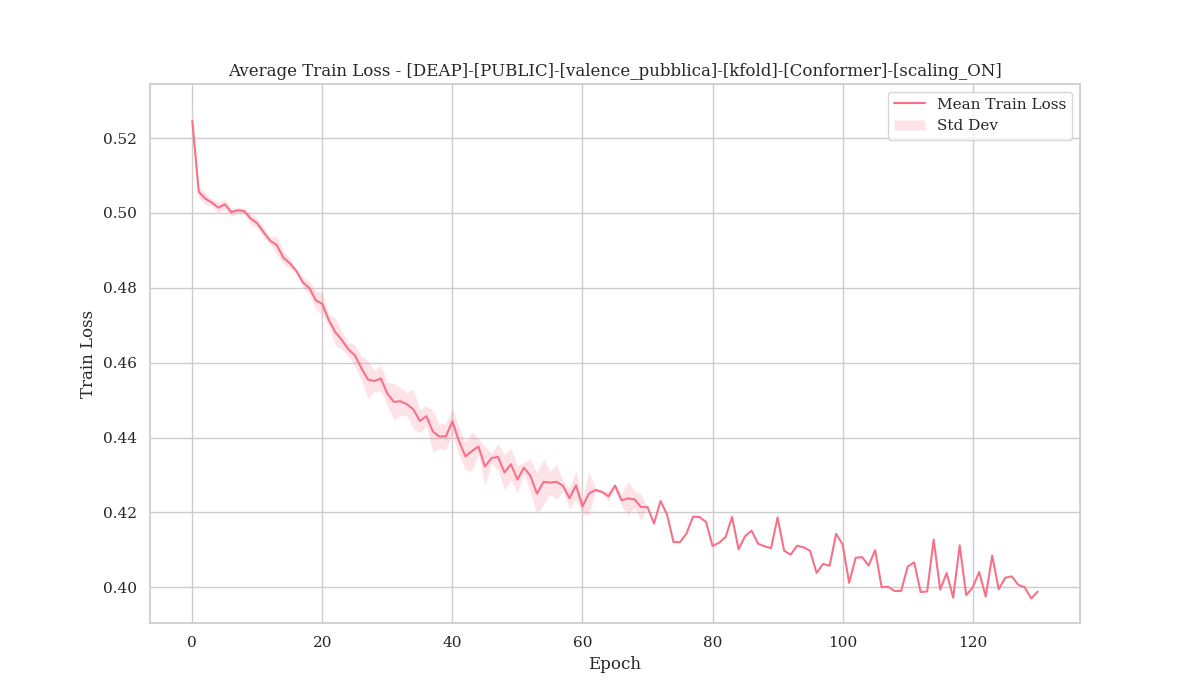 Average Train Loss - [DEAP]-[PUBLIC]-[valence_pubblica]-[kfold]-[Conformer]-[scaling_ON]
Mean Train Loss
Std Dev
0.52
0.50
0.48
0.46
0.44
0.42
0.40
Train Loss
0 20 40 60 80 100 120
Epoch